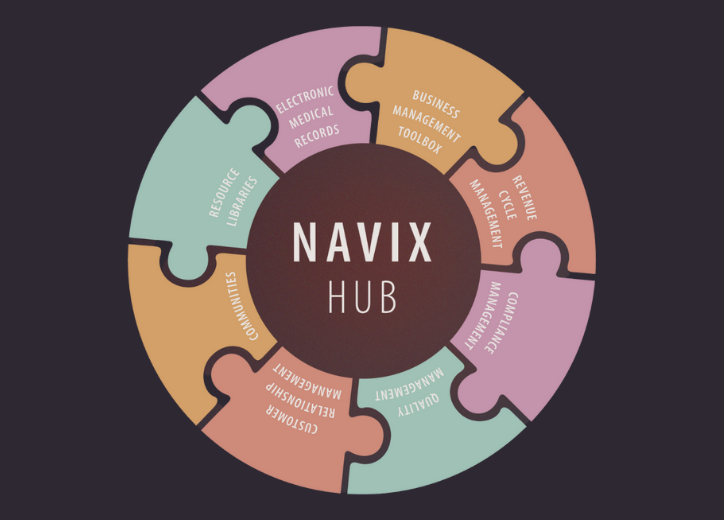 NAVIX
HUB
ELECTRONIC
MEDICAL
RECORDS
BUSINESS
MANAGEMENT
TOOLBOX
REVENUE
CYCLE
MANAGEMENT
COMPLIANCE
MANAGEMENT
QUALITY
MANAGEMENT
CUSTOMER
RELATIONSHIP
MANAGEMENT
COMMUNITIES
RESOURCE
LIBRARIES